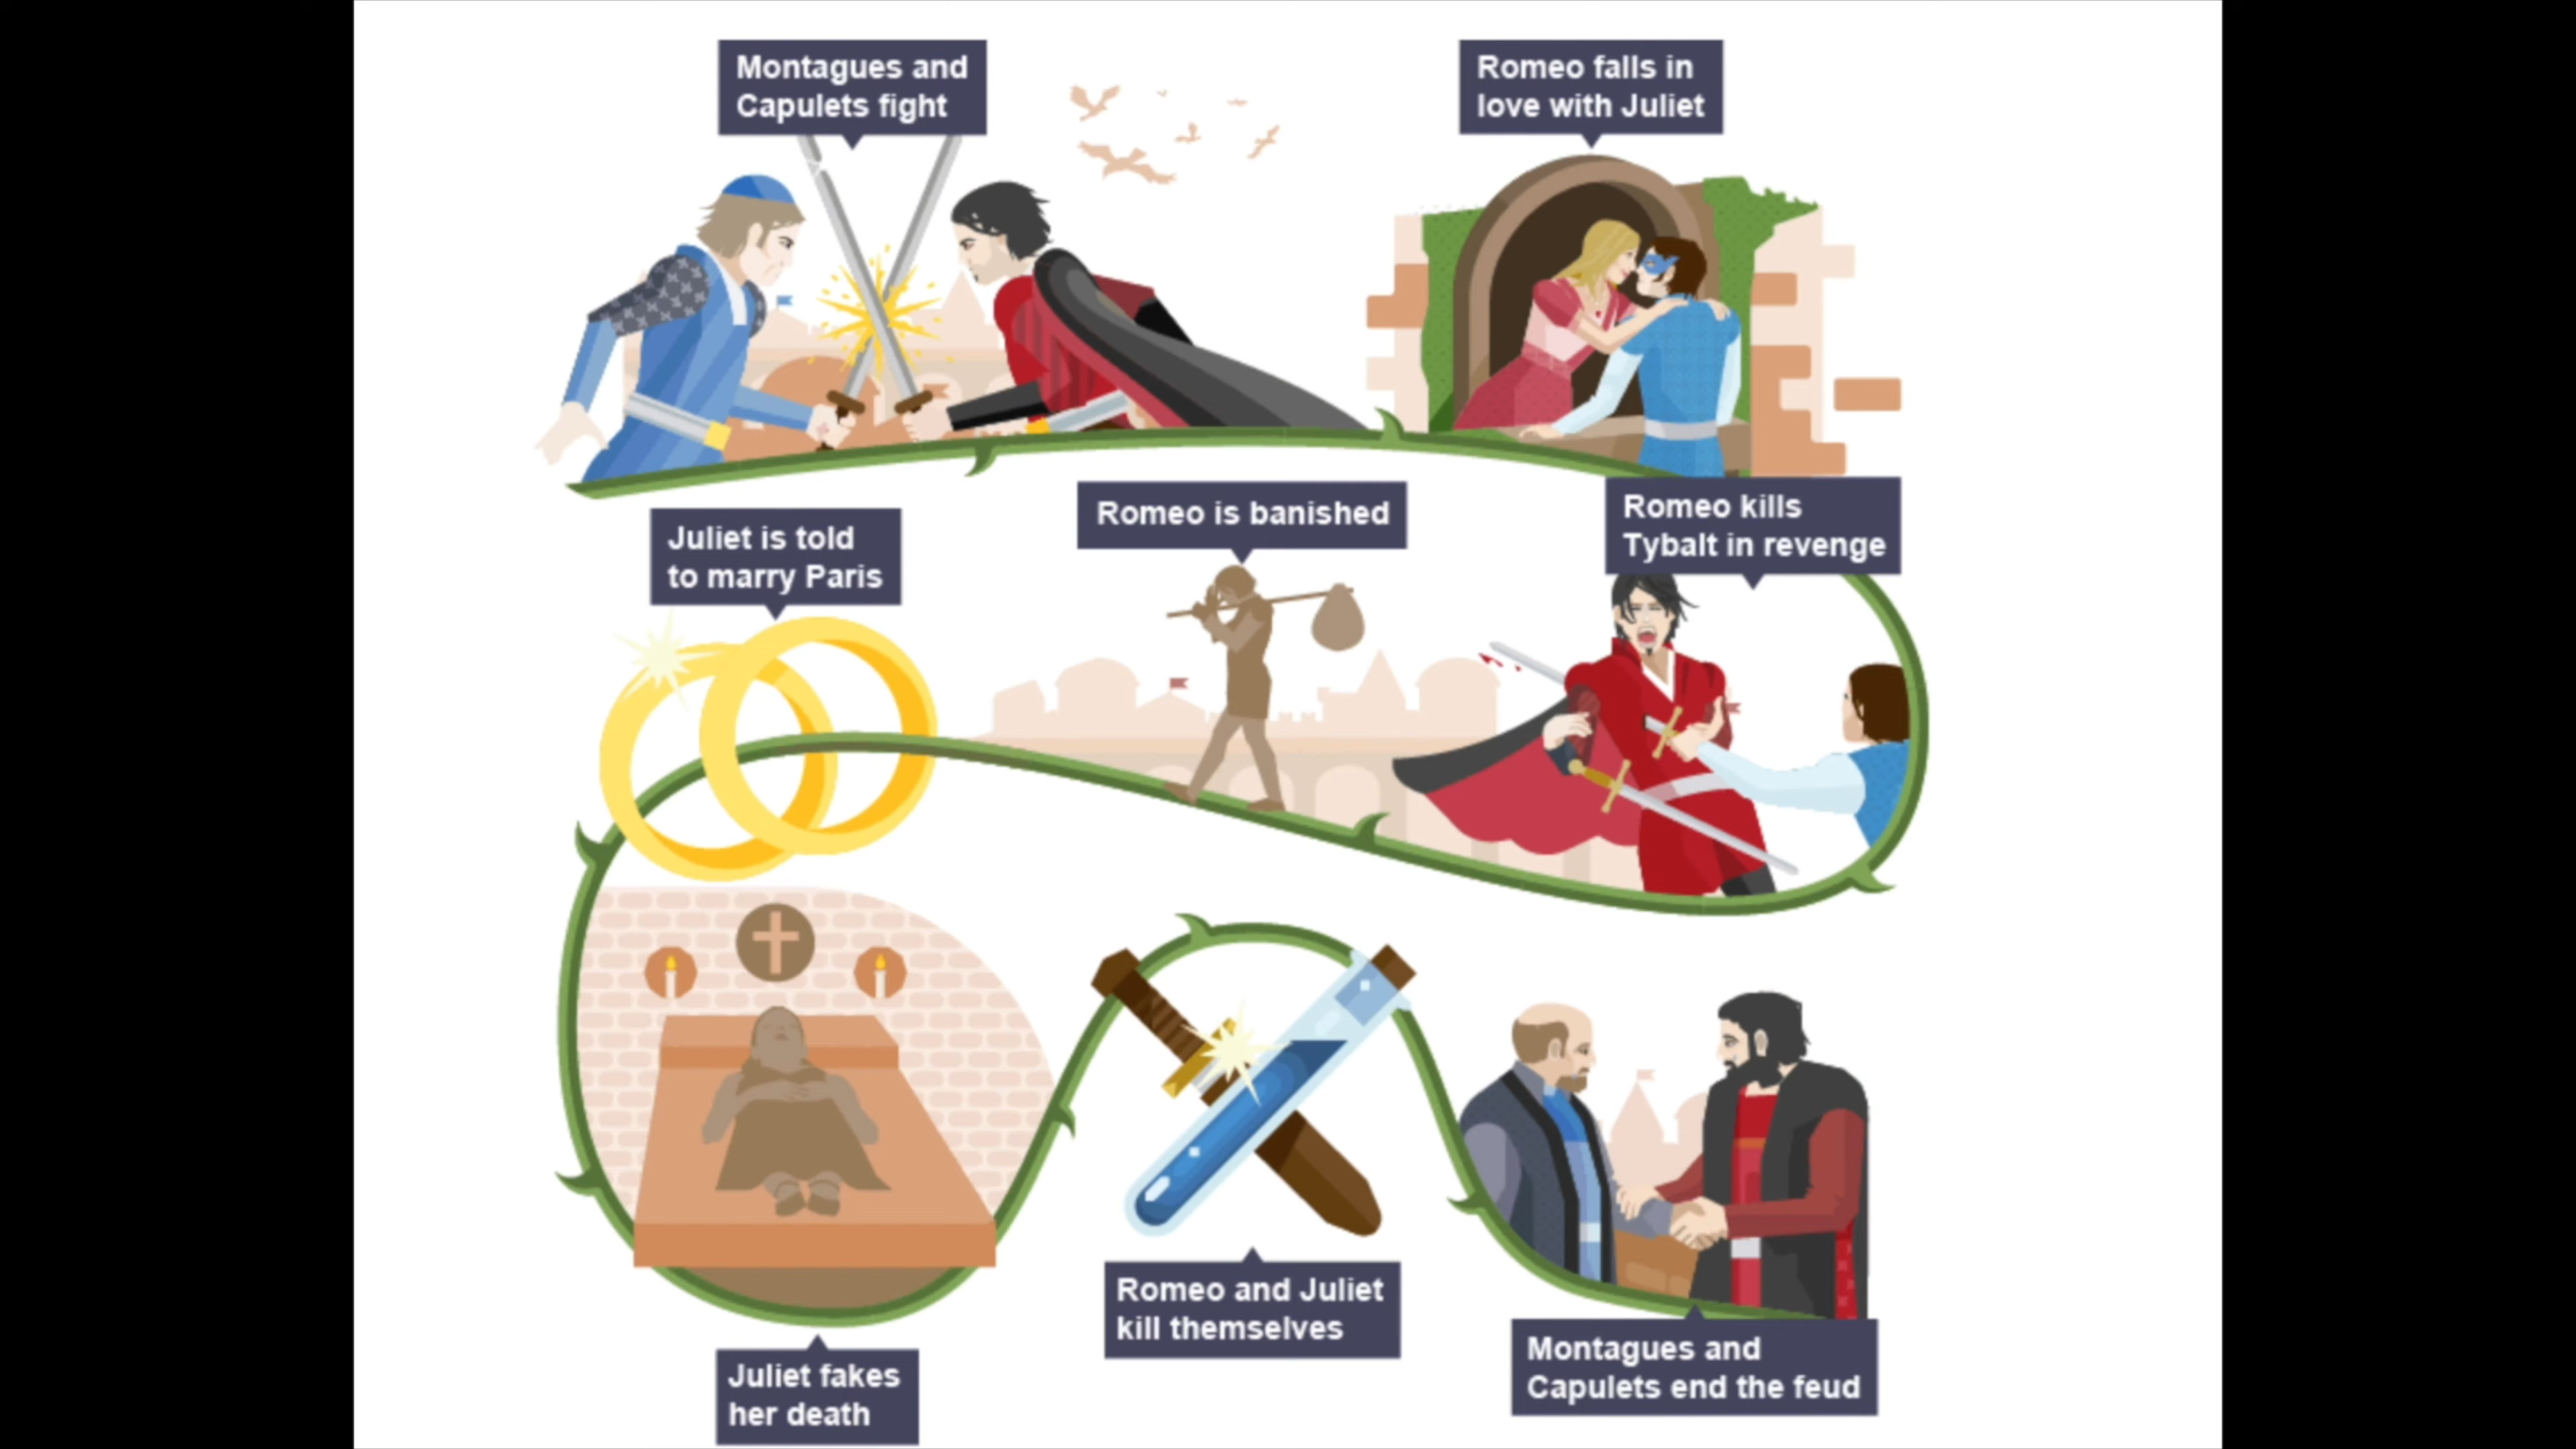 Montagues and
Capulets fight
Romeo falls in
love with Juliet
Romeo kills
Tybalt in revenge
Romeo is banished
Juliet is told
to marry Paris
Juliet fakes
her death
Romeo and Juliet
kill themselves
Montagues and
Capulets end the feud